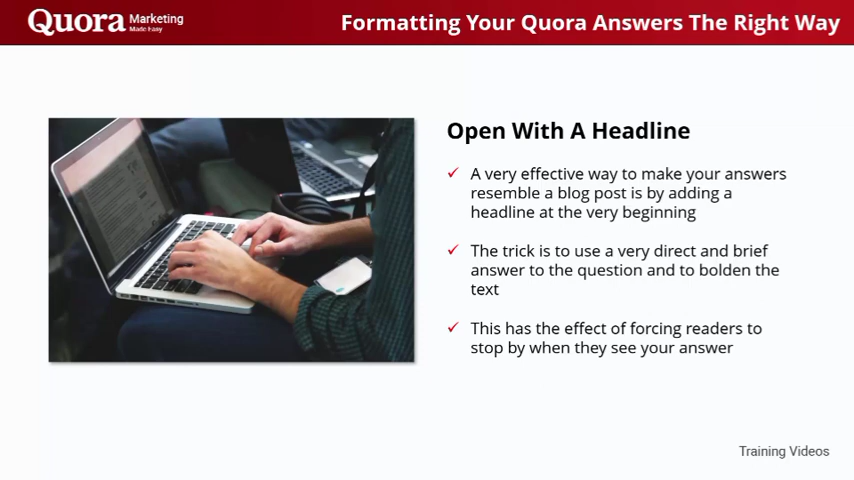 Quora Marketing
Made Easy
Formatting Your Quora Answers The Right Way
Open With A Headline
A very effective way to make your answers
resemble a blog post is by adding a
headline at the very beginning
The trick is to use a very direct and brief
answer to the question and to bolden the
text
This has the effect of forcing readers to
stop by when they see your answer
Training Videos